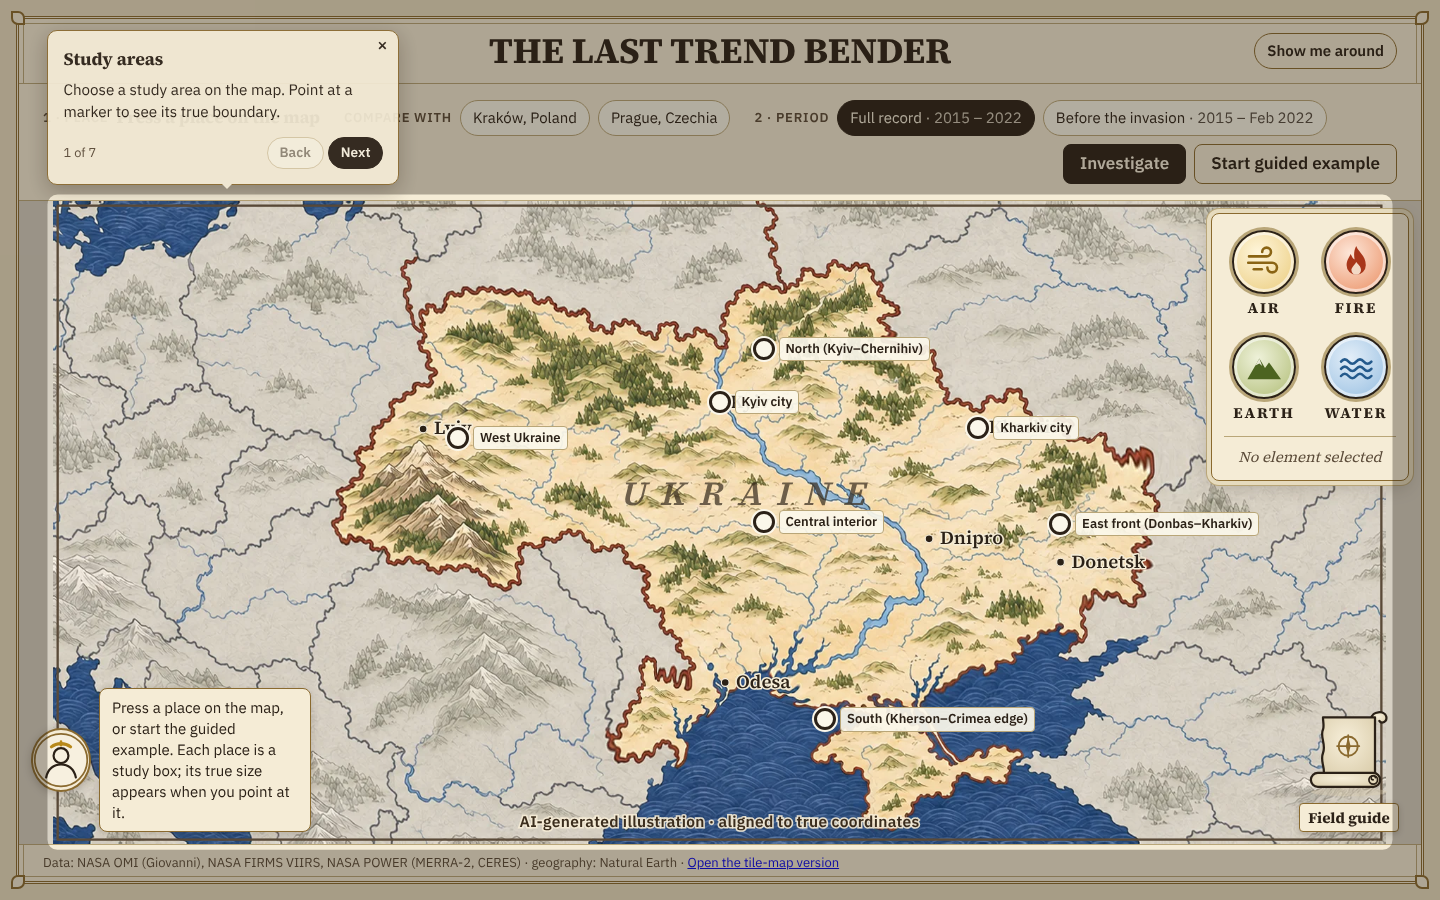 Study areas
×
Choose a study area on the map. Point at a
marker to see its true boundary.
1 of 7
Back
Next
THE LAST TREND BENDER
Show me around
Press a place on the map
COMPARE WITH
Kraków, Poland
Prague, Czechia
2 · PERIOD
Full record · 2015 – 2022
Before the invasion · 2015 – Feb 2022
Investigate
Start guided example
AIR
FIRE
EARTH
WATER
No element selected
North (Kyiv–Chernihiv)
Kyiv city
Kharkiv city
Lviv
West Ukraine
UKRAINE
Central interior
East front (Donbas–Kharkiv)
Dnipro
Donetsk
Odesa
South (Kherson–Crimea edge)
Press a place on the map,
or start the guided
example. Each place is a
study box; its true size
appears when you point at
it.
AI-generated illustration · aligned to true coordinates
Field guide
Data: NASA OMI (Giovanni), NASA FIRMS VIIRS, NASA POWER (MERRA-2, CERES) · geography: Natural Earth · Open the tile-map version